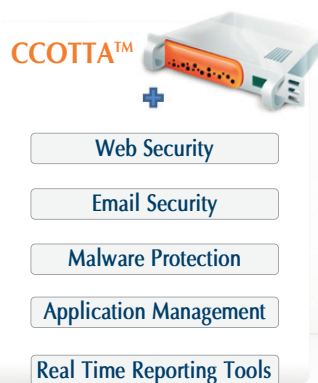 CCOTTA™
Web Security
Email Security
Malware Protection
Application Management
Real Time Reporting Tools